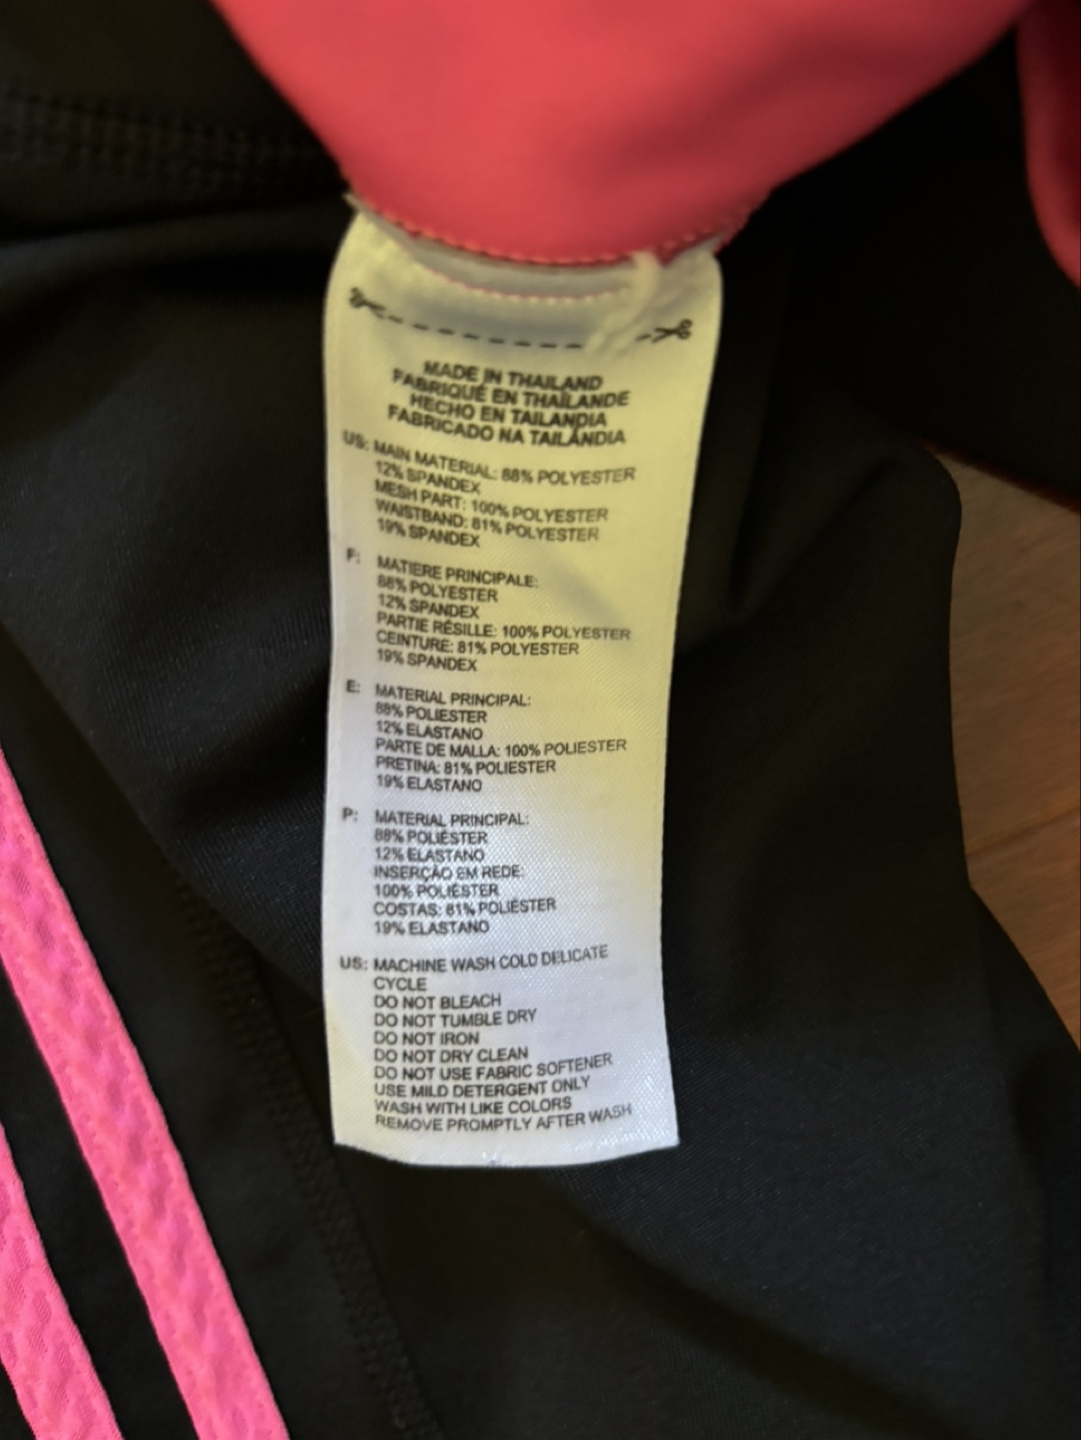 MADE IN THAILAND
FABRIQUÉ EN THAÏLANDE
HECHO EN TAILANDIA
FABRICADO NA TAILÂNDIA
US: MAIN MATERIAL: 88% POLYESTER
12% SPANDEX
MESH PART: 100% POLYESTER
WAISTBAND: 81% POLYESTER
19% SPANDEX
F: MATIERE PRINCIPALE:
88% POLYESTER
12% SPANDEX
PARTIE RÉSILLE: 100% POLYESTER
CEINTURE: 81% POLYESTER
19% SPANDEX
E: MATERIAL PRINCIPAL:
88% POLIESTER
12% ELASTANO
PARTE DE MALLA: 100% POLIESTER
PRETINA: 81% POLIESTER
19% ELASTANO
P: MATERIAL PRINCIPAL:
88% POLIÉSTER
12% ELASTANO
INSERÇÃO EM REDE:
100% POLIÉSTER
COSTAS: 81% POLIÉSTER
19% ELASTANO
US: MACHINE WASH COLD DELICATE
CYCLE
DO NOT BLEACH
DO NOT TUMBLE DRY
DO NOT IRON
DO NOT DRY CLEAN
DO NOT USE FABRIC SOFTENER
USE MILD DETERGENT ONLY
WASH WITH LIKE COLORS
REMOVE PROMPTLY AFTER WASH